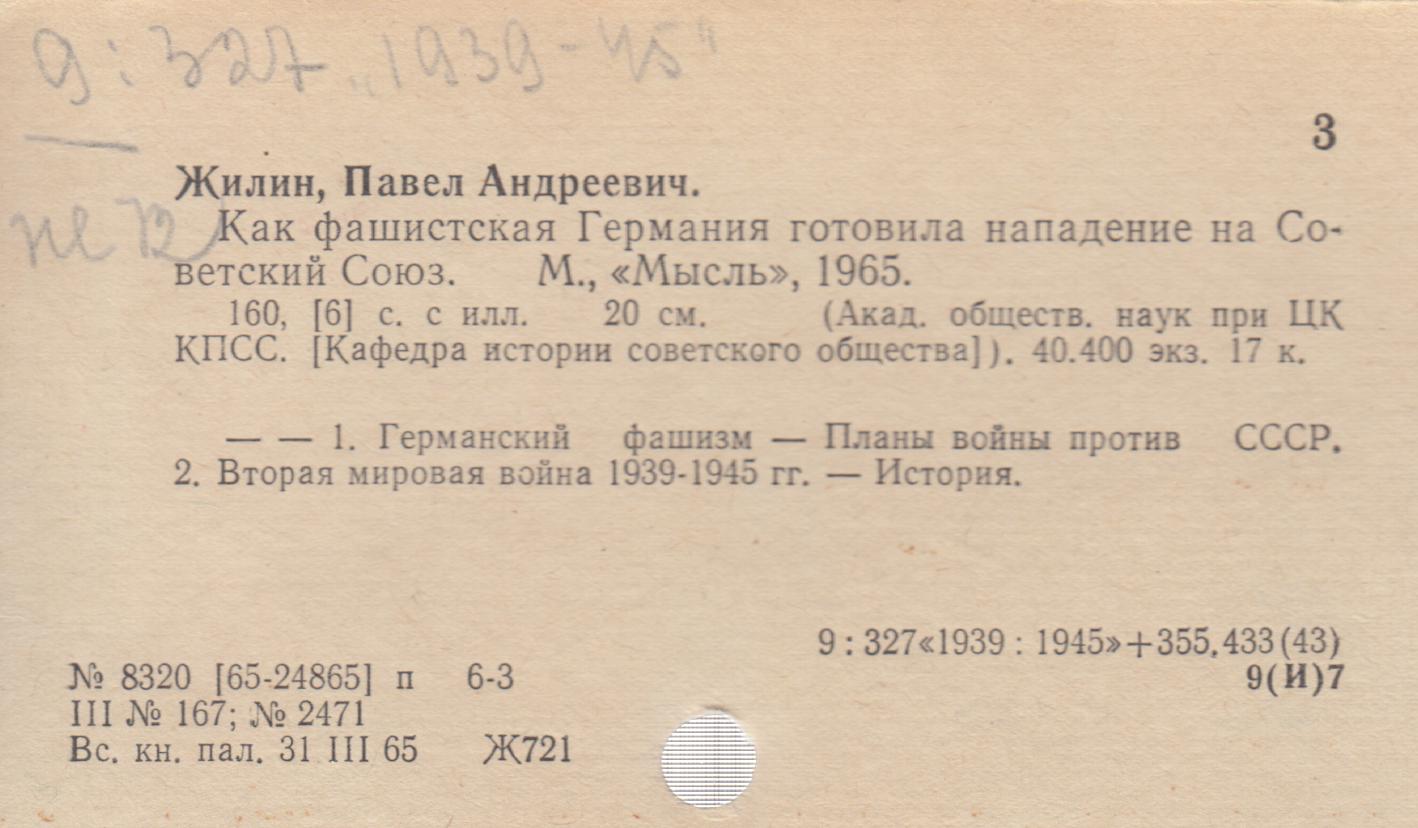 9 : 327 „1939-45"
3
Жилин, Павел Андреевич.
Как фашистская Германия готовила нападение на Со-
ветский Союз. М., «Мысль», 1965.
160, [6] с. с илл. 20 см. (Акад. обществ. наук при ЦК
КПСС. [Кафедра истории советского общества]). 40.400 экз. 17 к.
— — 1. Германский фашизм — Планы войны против СССР.
2. Вторая мировая война 1939-1945 гг. — История.
9 : 327«1939 : 1945»+355.433(43)
№ 8320 [65-24865] п 6-3
9(И)7
III № 167; № 2471
Вс. кн. пал. 31 III 65 Ж721